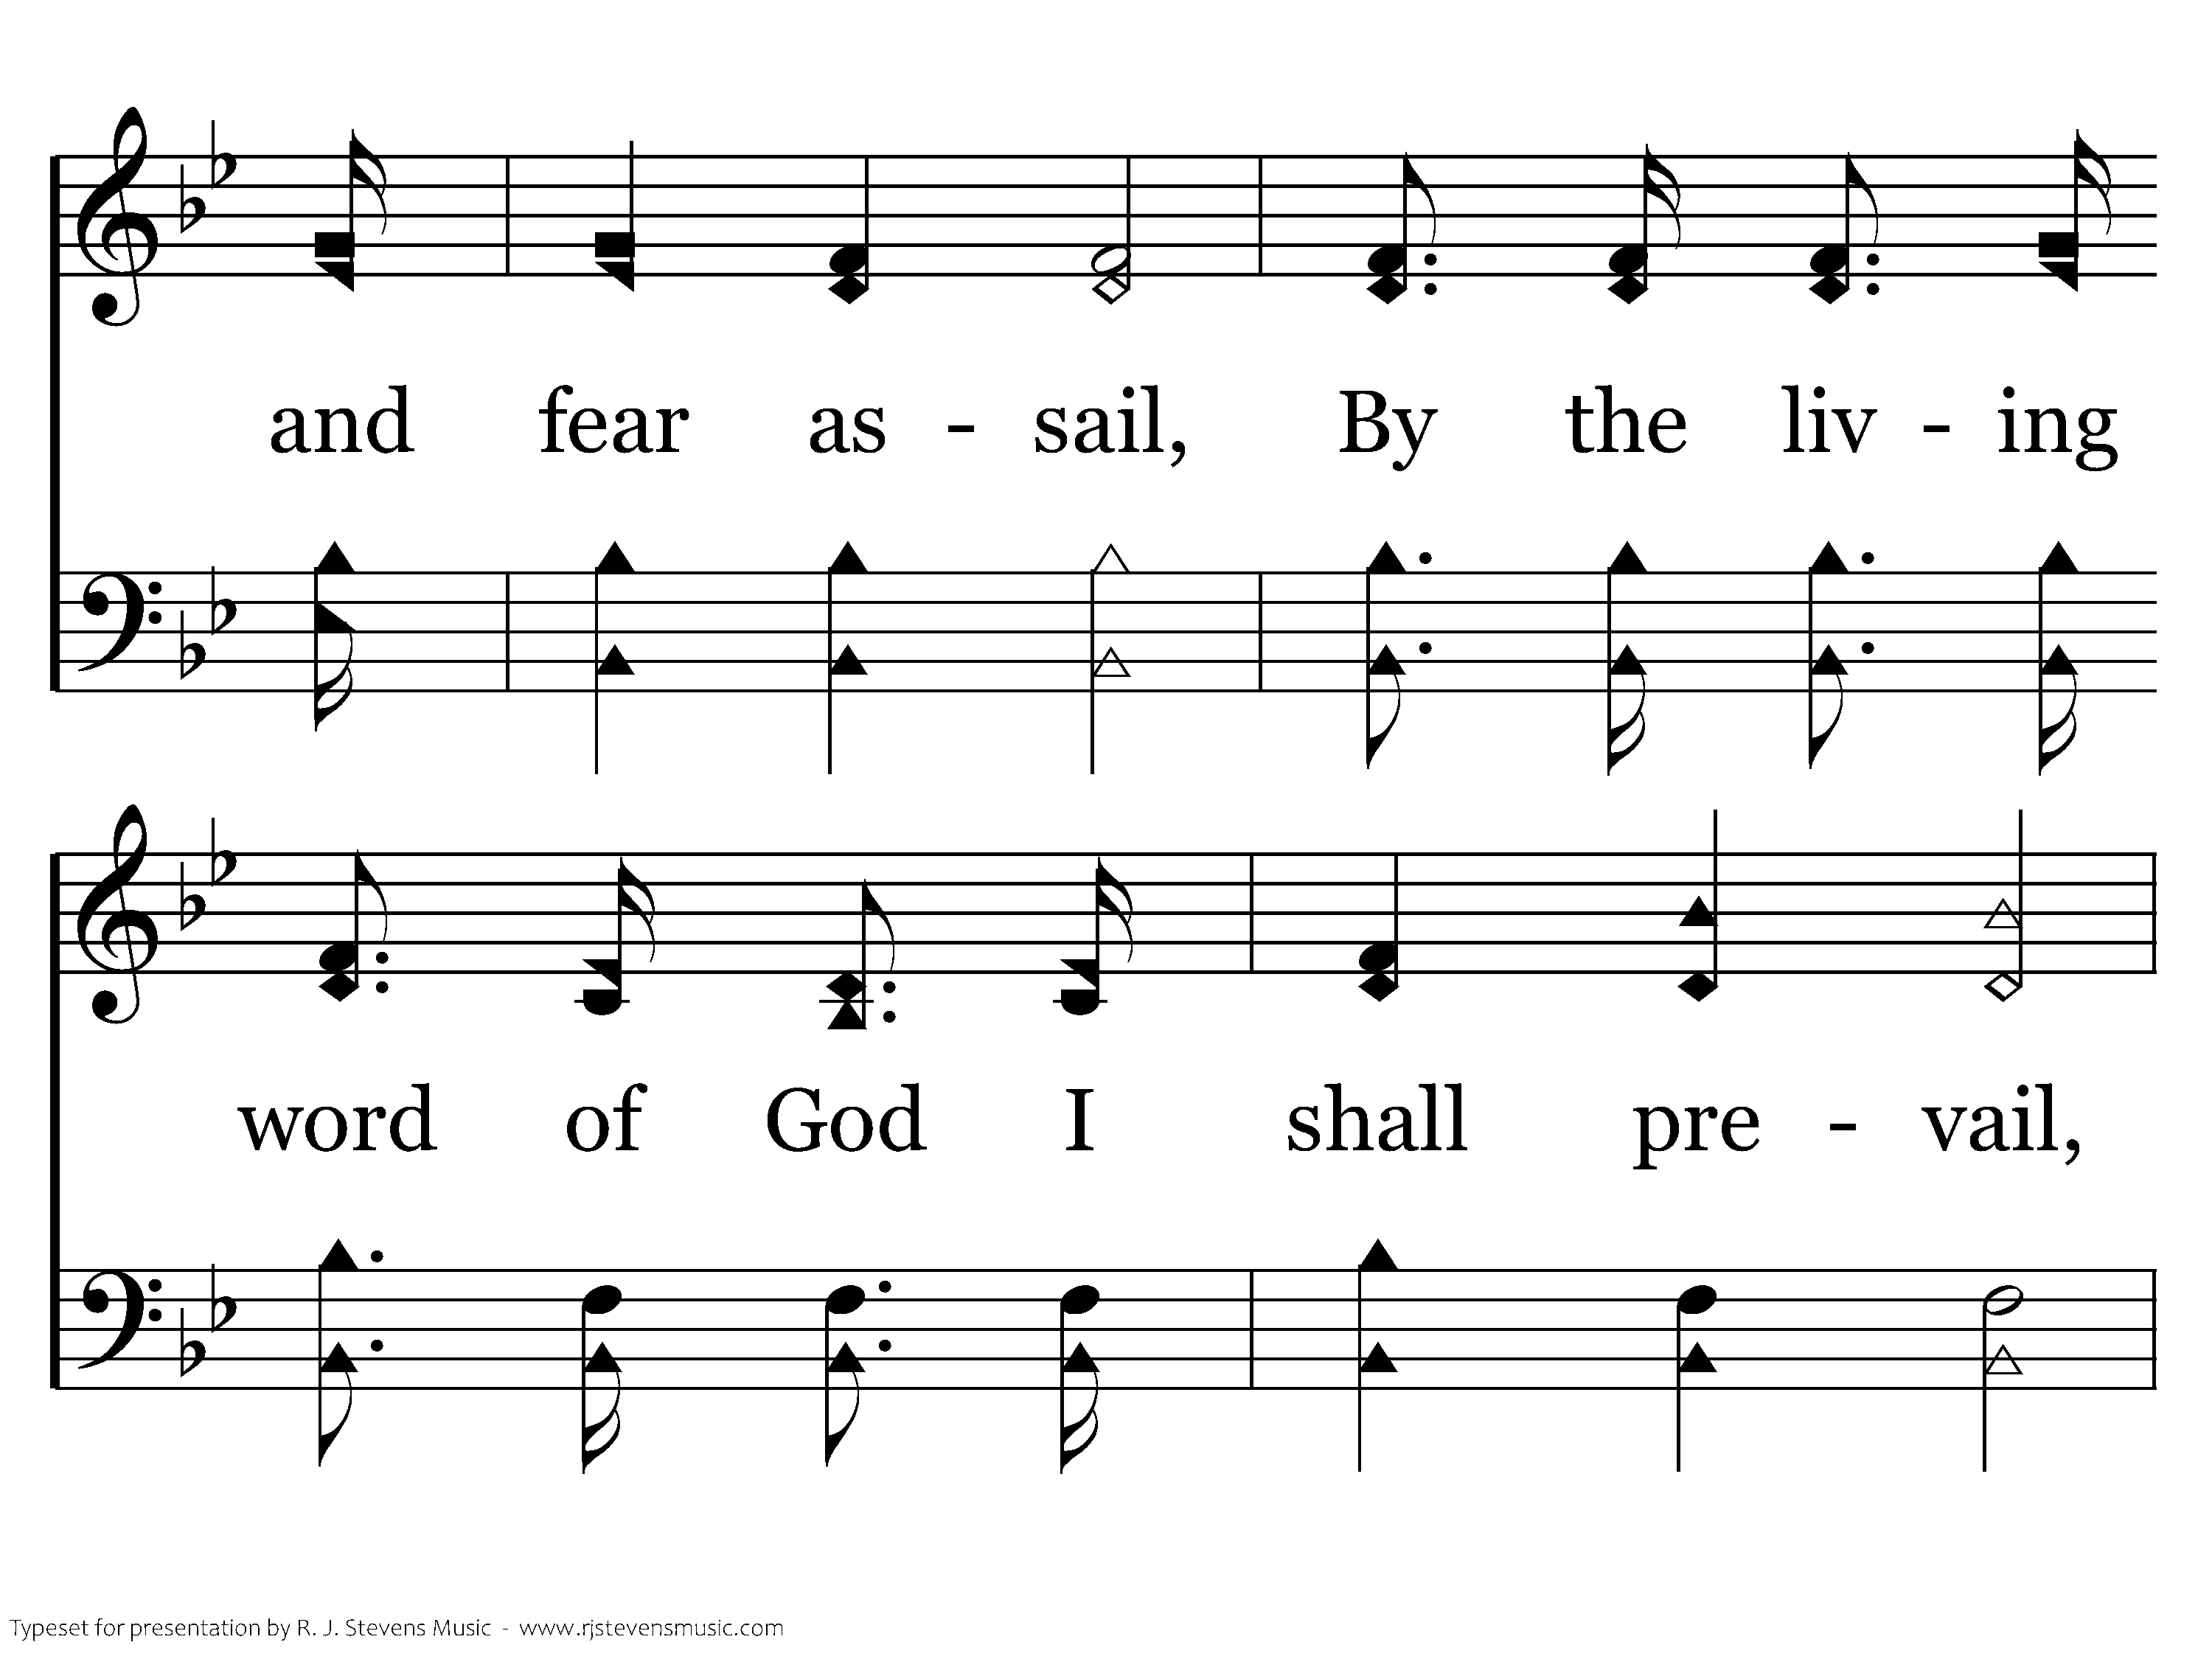 and fear as - sail, By the liv - ing
word of God I shall pre - vail,
Typeset for presentation by R. J. Stevens Music - www.rjstevensmusic.com